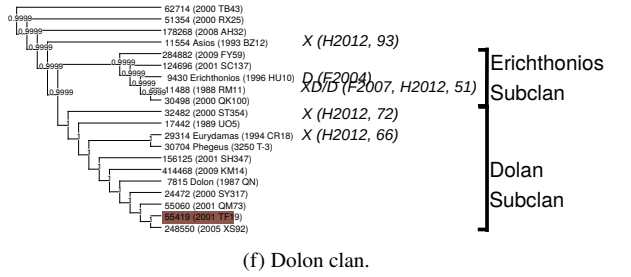 62714 (2000 TB43)
0.9999
51354 (2000 RX25)
0.9999
178268 (2008 AH32)
0.9999
11554 Asios (1993 BZ12) X (H2012, 93)
284882 (2009 FY59)
0.9999
0.9999
124696 (2001 SC137)
0.9999
9430 Erichthonios (1996 HU10) D (F2004)
0.9999
11488 (1988 RM11) XD/D (F2007, H2012, 51)
30498 (2000 QK100)
Erichthonios
Subclan
32482 (2000 ST354) X (H2012, 72)
17442 (1989 UO5)
29314 Eurydamas (1994 CR18) X (H2012, 66)
30704 Phegeus (3250 T-3)
156125 (2001 SH347)
414468 (2009 KM14)
7815 Dolon (1987 QN)
24472 (2000 SY317)
55060 (2001 QM73)
55419 (2001 TF19)
248550 (2005 XS92)
Dolan
Subclan
(f) Dolon clan.